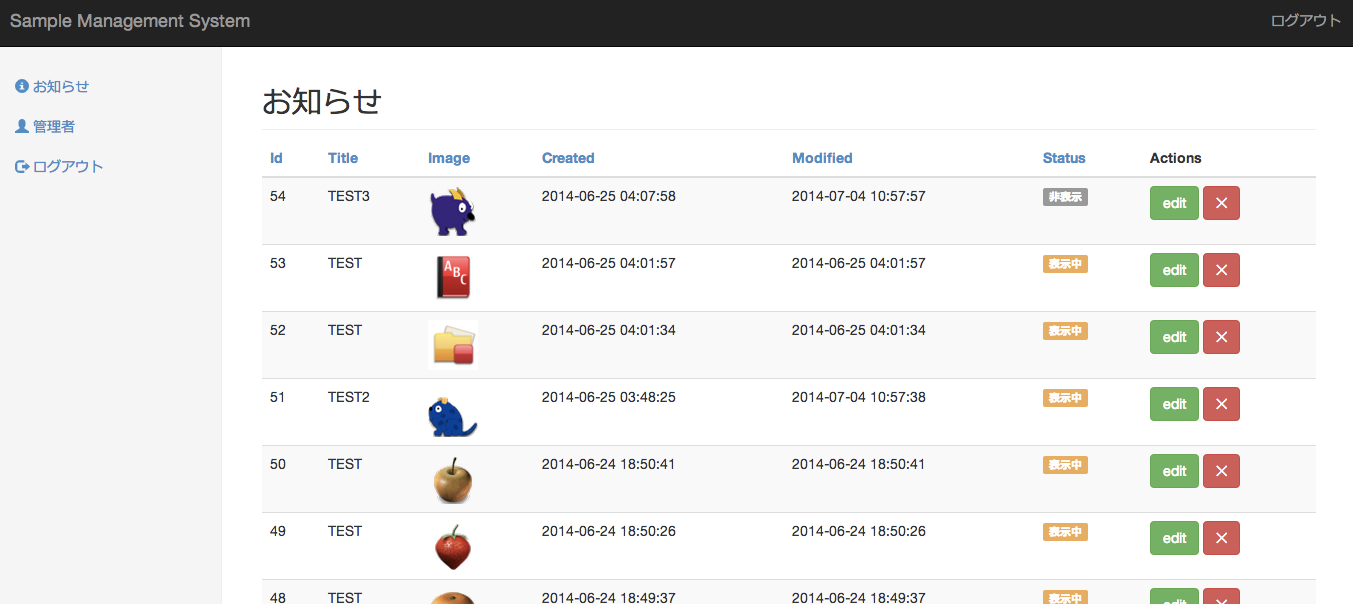 Sample Management System ログアウト
お知らせ
管理者
ログアウト
お知らせ
Id Title Image Created Modified Status Actions
54 TEST3 2014-06-25 04:07:58 2014-07-04 10:57:57 非表示 edit ×
53 TEST ABC 2014-06-25 04:01:57 2014-06-25 04:01:57 表示中 edit ×
52 TEST 2014-06-25 04:01:34 2014-06-25 04:01:34 表示中 edit ×
51 TEST2 2014-06-25 03:48:25 2014-07-04 10:57:38 表示中 edit ×
50 TEST 2014-06-24 18:50:41 2014-06-24 18:50:41 表示中 edit ×
49 TEST 2014-06-24 18:50:26 2014-06-24 18:50:26 表示中 edit ×
48 TEST 2014-06-24 18:49:37 2014-06-24 18:49:37 表示中 edit